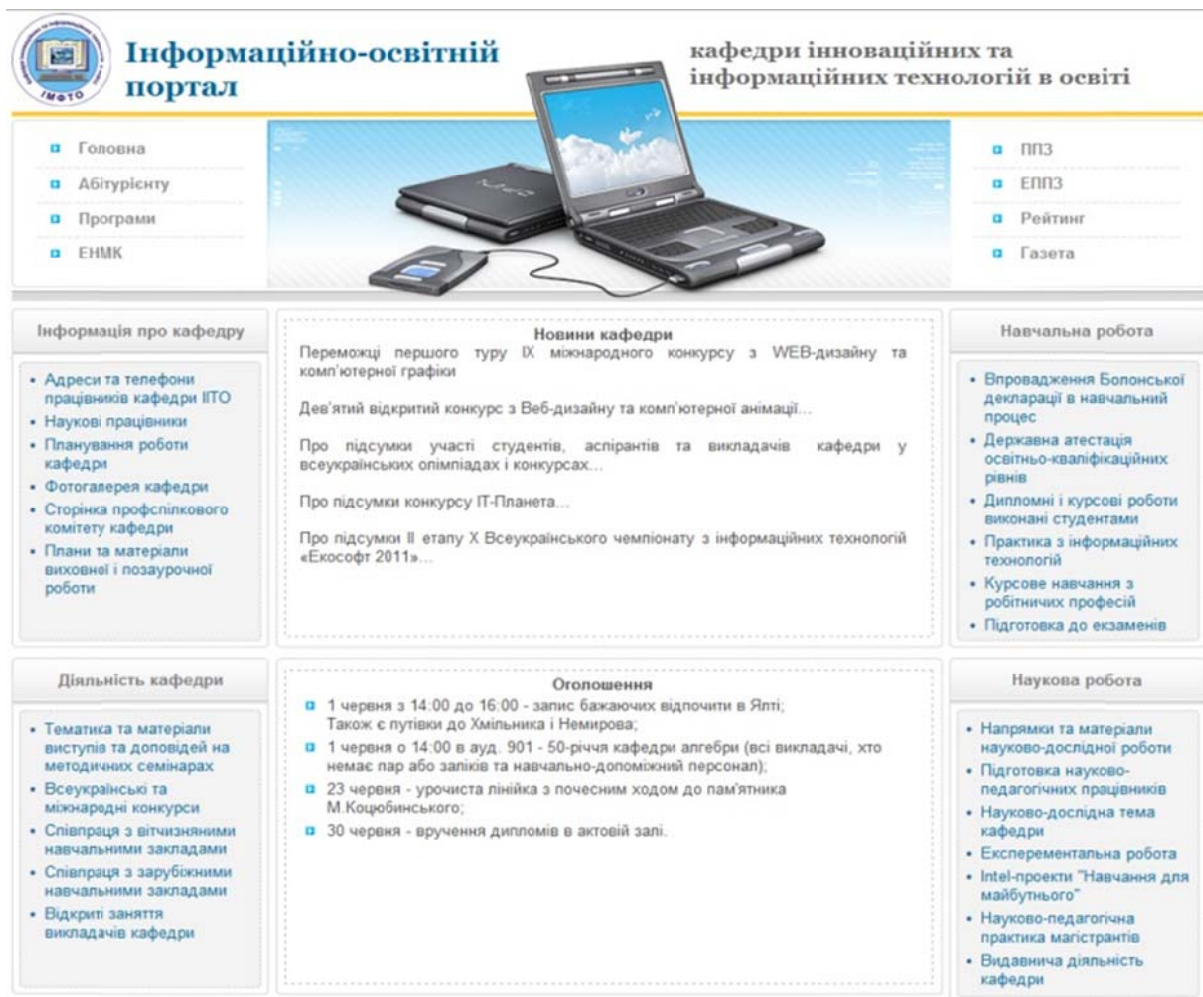 ІМФТО
Інформаційно-освітній
портал
кафедри інноваційних та
інформаційних технологій в освіті
Головна
Абітурієнту
Програми
ЕНМК
ППЗ
ЕППЗ
Рейтинг
Газета
Інформація про кафедру
Адреси та телефони
працівників кафедри ІІТО
Наукові працівники
Планування роботи
кафедри
Фотогалерея кафедри
Сторінка профспілкового
комітету кафедри
Плани та матеріали
виховної і позаурочної
роботи
Новини кафедри
Переможці першого туру IX міжнародного конкурсу з WEB-дизайну та
комп'ютерної графіки
Дев'ятий відкритий конкурс з Веб-дизайну та комп'ютерної анімації...
Про підсумки участі студентів, аспірантів та викладачів кафедри у
всеукраїнських олімпіадах і конкурсах...
Про підсумки конкурсу ІТ-Планета...
Про підсумки II етапу X Всеукраїнського чемпіонату з інформаційних технологій
«Екософт 2011»...
Навчальна робота
Впровадження Болонської
декларації в навчальний
процес
Державна атестація
освітньо-кваліфікаційних
рівнів
Дипломні і курсові роботи
виконані студентами
Практика з інформаційних
технологій
Курсове навчання з
робітничих професій
Підготовка до екзаменів
Діяльність кафедри
Тематика та матеріали
виступів та доповідей на
методичних семінарах
Всеукраїнські та
міжнародні конкурси
Співпраця з вітчизняними
навчальними закладами
Співпраця з зарубіжними
навчальними закладами
Відкриті заняття
викладачів кафедри
Оголошення
1 червня з 14:00 до 16:00 - запис бажаючих відпочити в Ялті;
Також є путівки до Хмільника і Немирова;
1 червня о 14:00 в ауд. 901 - 50-річчя кафедри алгебри (всі викладачі, хто
немає пар або заліків та навчально-допоміжний персонал);
23 червня - урочиста лінійка з почесним ходом до пам'ятника
М.Коцюбинського;
30 червня - вручення дипломів в актовій залі.
Наукова робота
Напрямки та матеріали
науково-дослідної роботи
Підготовка науково-
педагогічних працівників
Науково-дослідна тема
кафедри
Експерементальна робота
Intel-проекти "Навчання для
майбутнього"
Науково-педагогічна
практика магістрантів
Видавнича діяльність
кафедри